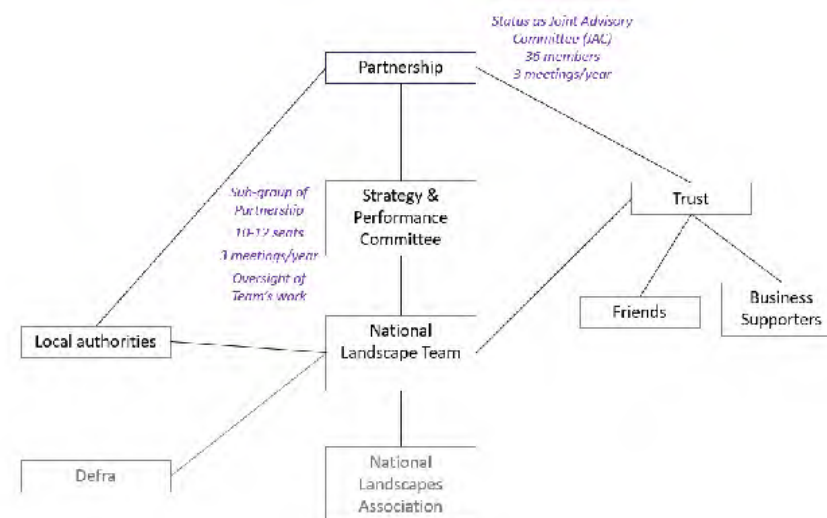 Status as Joint Advisory
Committee (JAC)
36 members
3 meetings/year
Partnership
Sub-group of
Partnership
10-12 seats
3 meetings/year
Oversight of
Team's work
Strategy &
Performance
Committee
Trust
Friends
Business
Supporters
Local authorities
National
Landscape Team
Defra
National
Landscapes
Association